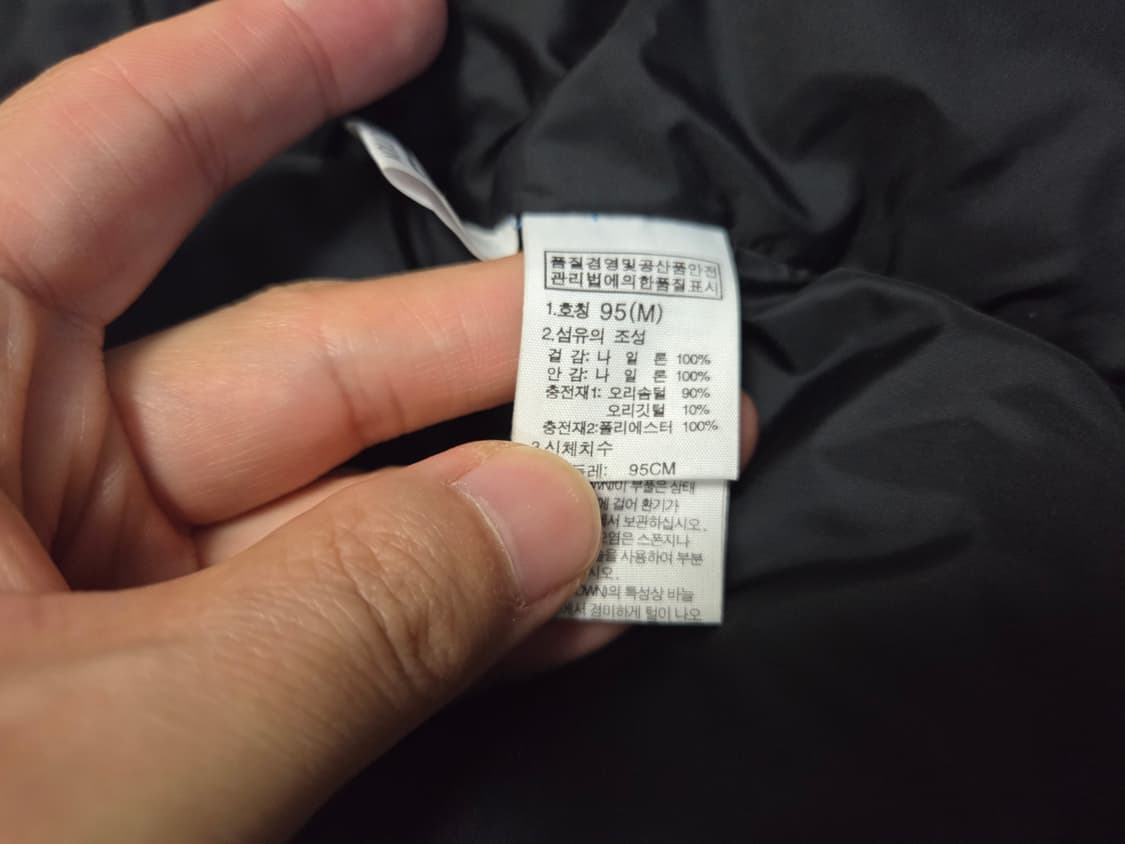 품질경영및공산품안전
관리법에의한품질표시
1.호칭 95(M)
2.섬유의 조성
겉 감: 나 일 론 100%
안 감: 나 일 론 100%
충전재1: 오리솜털 90%
오리깃털 10%
충전재2:폴리에스터 100%
3.신체치수
95CM
부풀은상태
걸어 환기가
보관하십시오.
스폰지나
사용하여 부분
특성상 바늘
경미하게 털이 나오